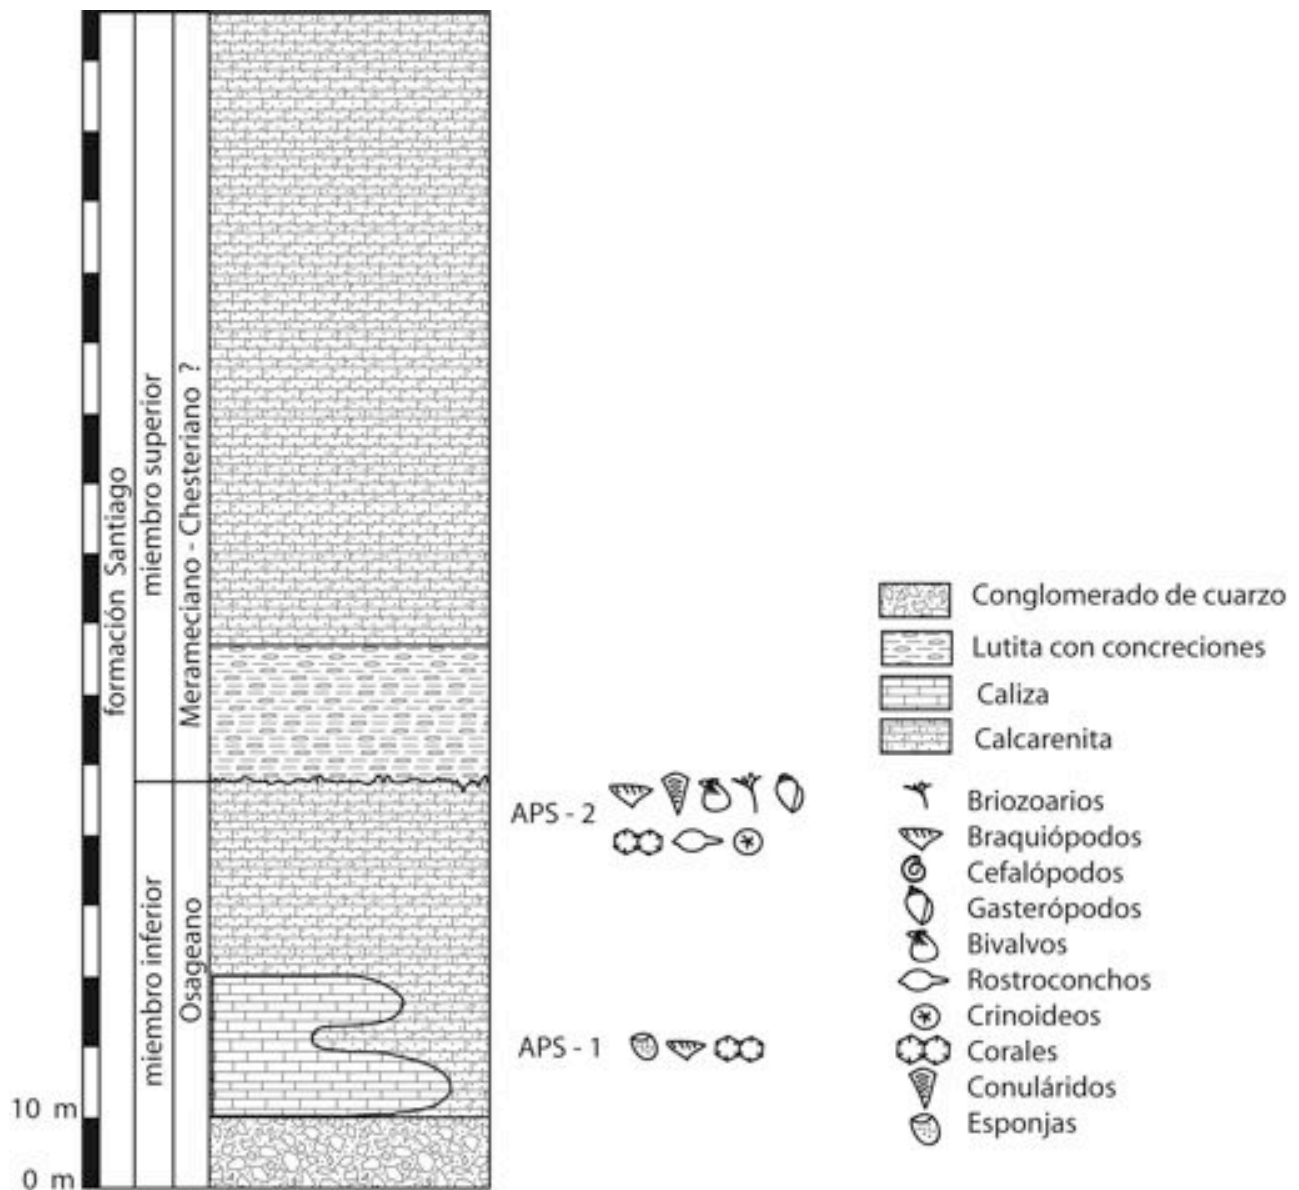 formación Santiago
miembro superior
Merameciano - Chesteriano ?
miembro inferior
Osageano
10 m
0 m
APS - 2
APS - 1
Conglomerado de cuarzo
Lutita con concreciones
Caliza
Calcarenita
Briozoarios
Braquiópodos
Cefalópodos
Gasterópodos
Bivalvos
Rostroconchos
Crinoideos
Corales
Conuláridos
Esponjas